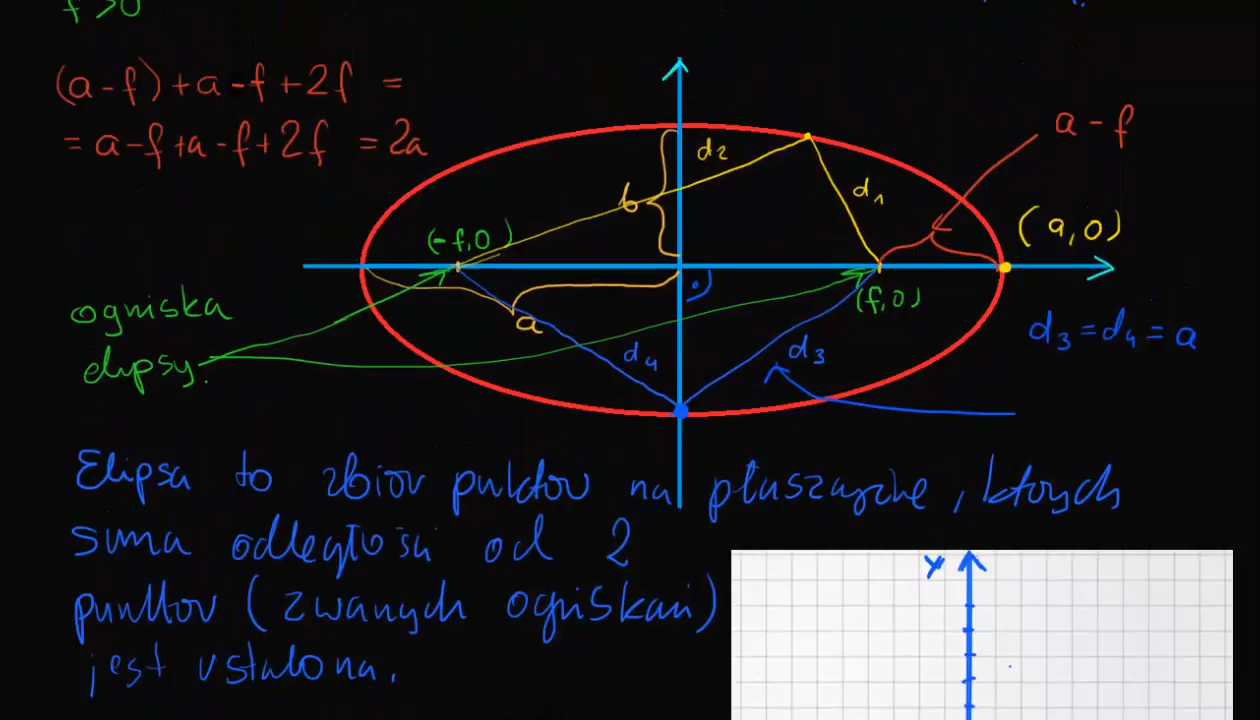 f > 0
(a-f)+a-f+2f =
= a-f+a-f+2f = 2a
d2
d1
b
a - f
(a,0)
(-f,0)
(f,0)
a
ogniska
elipsy:
d4
d3
d3 = d4 = a
Elipsa to zbiór punktów na płaszczyźnie, których
suma odległości od 2
punktów (zwanych ogniskami)
jest ustalona.
y